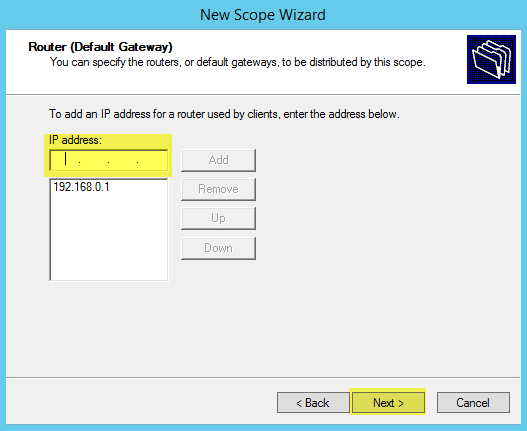 New Scope Wizard
Router (Default Gateway)
You can specify the routers, or default gateways, to be distributed by this scope.
To add an IP address for a router used by clients, enter the address below.
IP address:
. . .
Add
192.168.0.1
Remove
Up
Down
< Back
Next >
Cancel